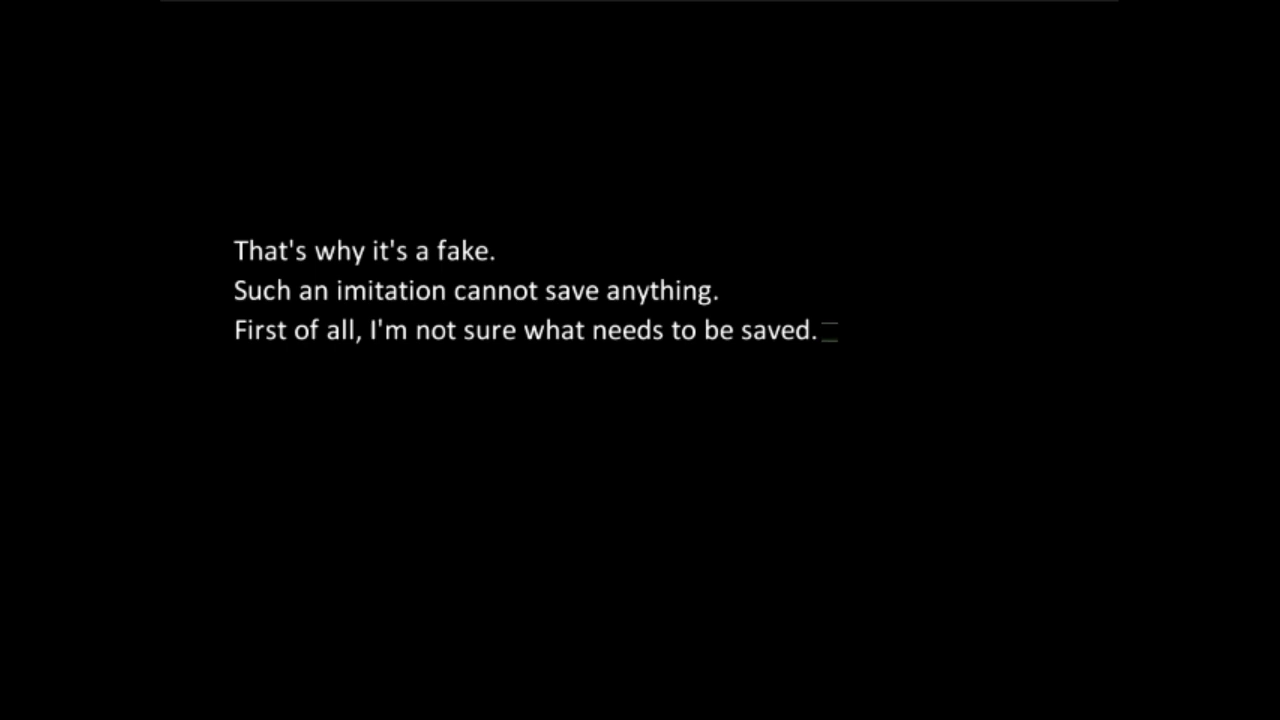 That's why it's a fake.
Such an imitation cannot save anything.
First of all, I'm not sure what needs to be saved.